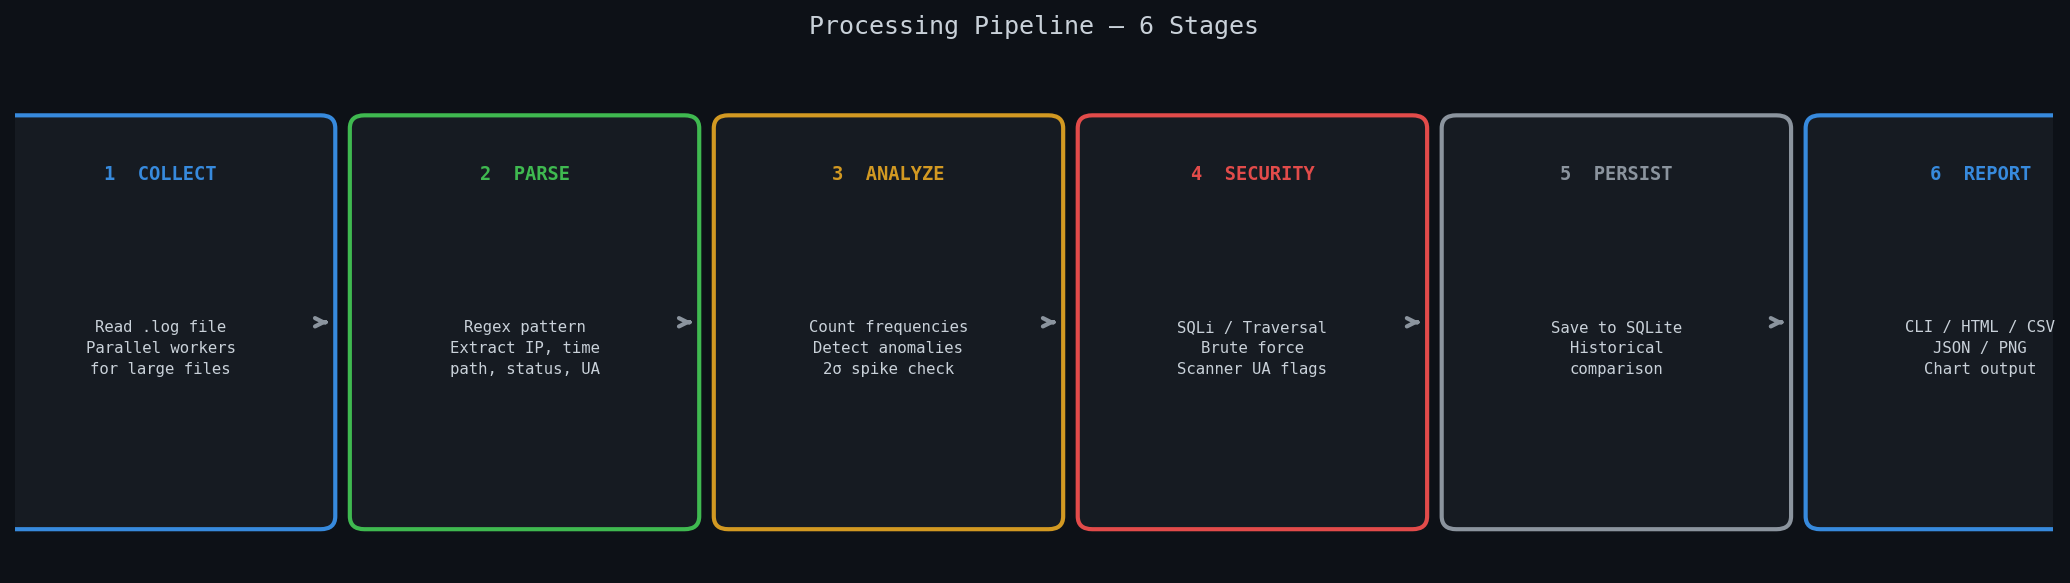 Processing Pipeline — 6 Stages
1 COLLECT
Read .log file
Parallel workers
for large files
2 PARSE
Regex pattern
Extract IP, time
path, status, UA
3 ANALYZE
Count frequencies
Detect anomalies
2σ spike check
4 SECURITY
SQLi / Traversal
Brute force
Scanner UA flags
5 PERSIST
Save to SQLite
Historical
comparison
6 REPORT
CLI / HTML / CSV
JSON / PNG
Chart output